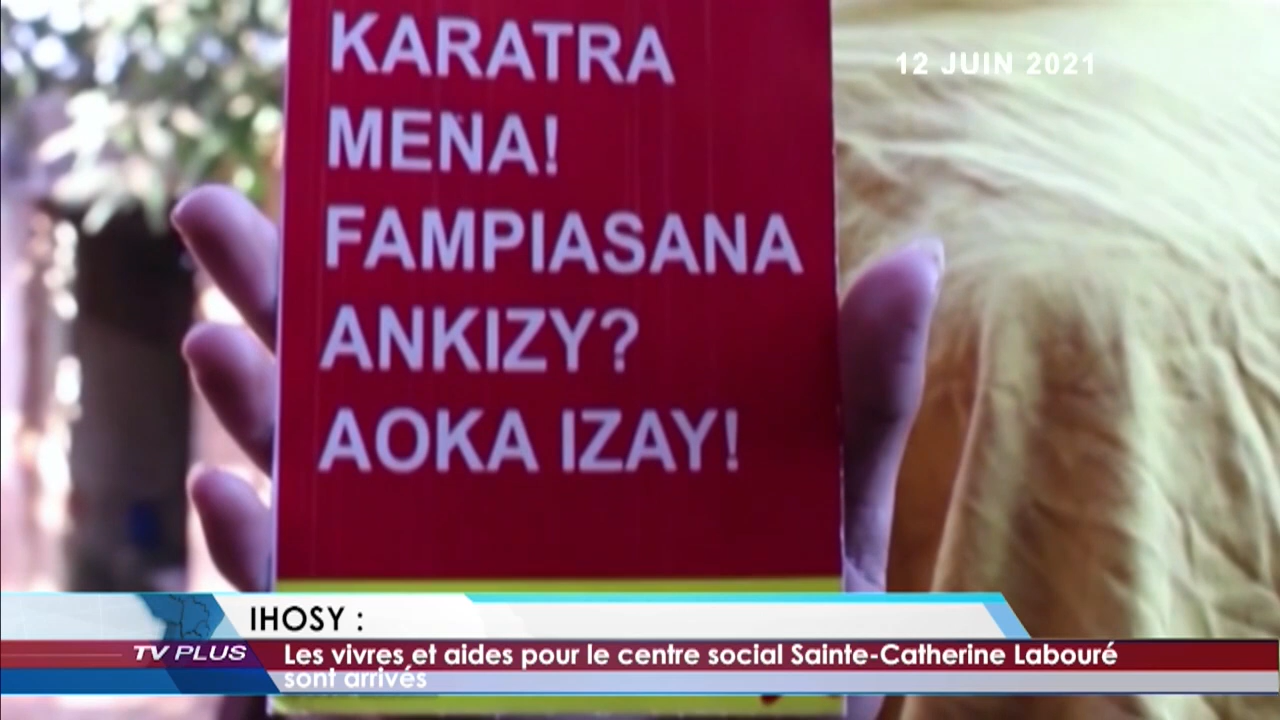 KARATRA
MENA!
FAMPIASANA
ANKIZY?
AOKA IZAY!
12 JUIN 2021
IHOSY :
TV PLUS
Les vivres et aides pour le centre social Sainte-Catherine Labouré
sont arrivés